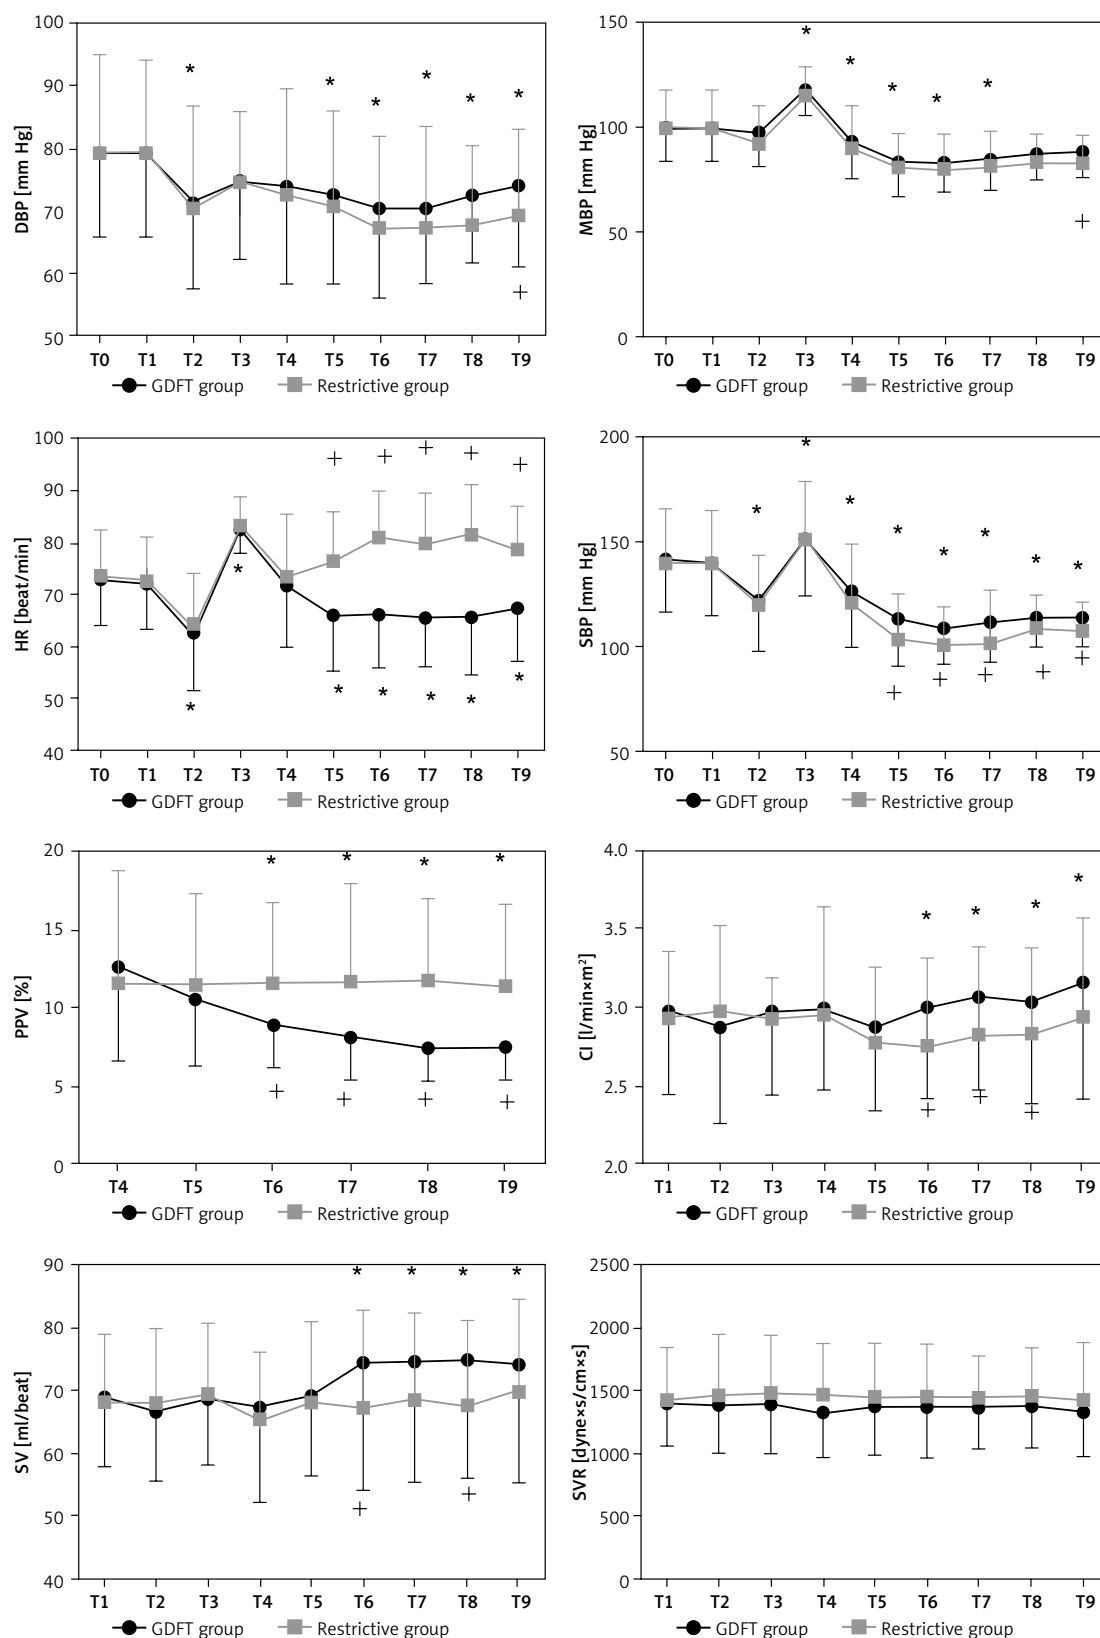 100
90
80
70
60
50
DBP [mm Hg]
* * * * * *
+
T0 T1 T2 T3 T4 T5 T6 T7 T8 T9
GDFT group Restrictive group
150
100
50
0
MBP [mm Hg]
* * * * *
+
T0 T1 T2 T3 T4 T5 T6 T7 T8 T9
GDFT group Restrictive group
100
90
80
70
60
50
40
HR [beat/min]
+ + + + +
* * * * * * *
T0 T1 T2 T3 T4 T5 T6 T7 T8 T9
GDFT group Restrictive group
200
150
100
50
SBP [mm Hg]
* * * * * * * *
+ + + + +
T0 T1 T2 T3 T4 T5 T6 T7 T8 T9
GDFT group Restrictive group
20
15
10
5
0
PPV [%]
* * * *
+ + + +
T4 T5 T6 T7 T8 T9
GDFT group Restrictive group
4.0
3.5
3.0
2.5
2.0
CI [l/min×m²]
* * * *
+ + +
T1 T2 T3 T4 T5 T6 T7 T8 T9
GDFT group Restrictive group
90
80
70
60
50
40
SV [ml/beat]
* * * *
+ +
T1 T2 T3 T4 T5 T6 T7 T8 T9
GDFT group Restrictive group
2500
2000
1500
1000
500
0
SVR [dyne×s/cm×s]
T1 T2 T3 T4 T5 T6 T7 T8 T9
GDFT group Restrictive group